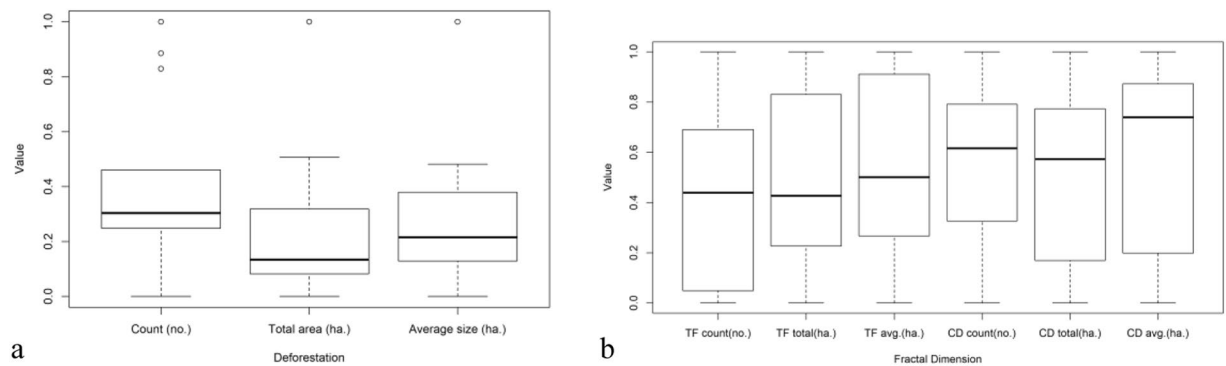 1.0
0.8
0.6
0.4
0.2
0.0
Value
Count (no.) Total area (ha.) Average size (ha.)
Deforestation
a
1.0
0.8
0.6
0.4
0.2
0.0
Value
TF count(no.) TF total(ha.) TF avg.(ha.) CD count(no.) CD total(ha.) CD avg.(ha.)
Fractal Dimension
b